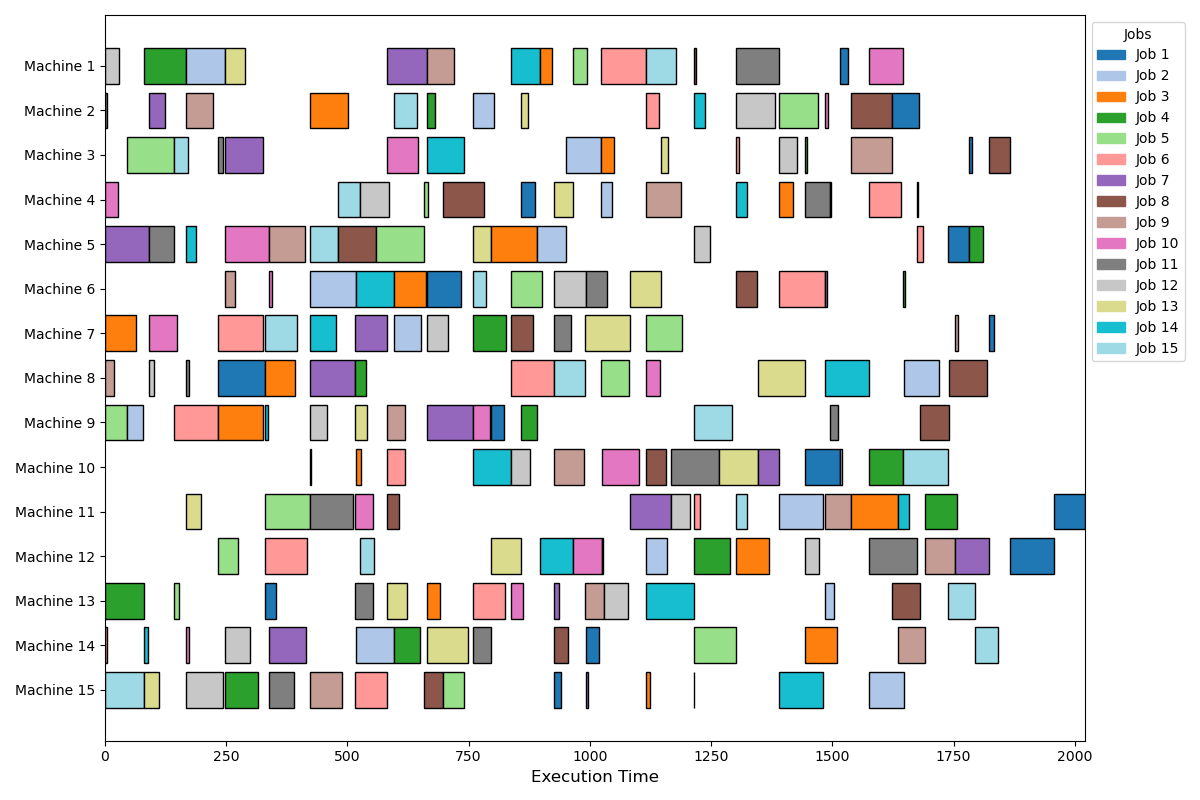 Machine 1
Machine 2
Machine 3
Machine 4
Machine 5
Machine 6
Machine 7
Machine 8
Machine 9
Machine 10
Machine 11
Machine 12
Machine 13
Machine 14
Machine 15
0 250 500 750 1000 1250 1500 1750 2000
Execution Time
Jobs
Job 1
Job 2
Job 3
Job 4
Job 5
Job 6
Job 7
Job 8
Job 9
Job 10
Job 11
Job 12
Job 13
Job 14
Job 15